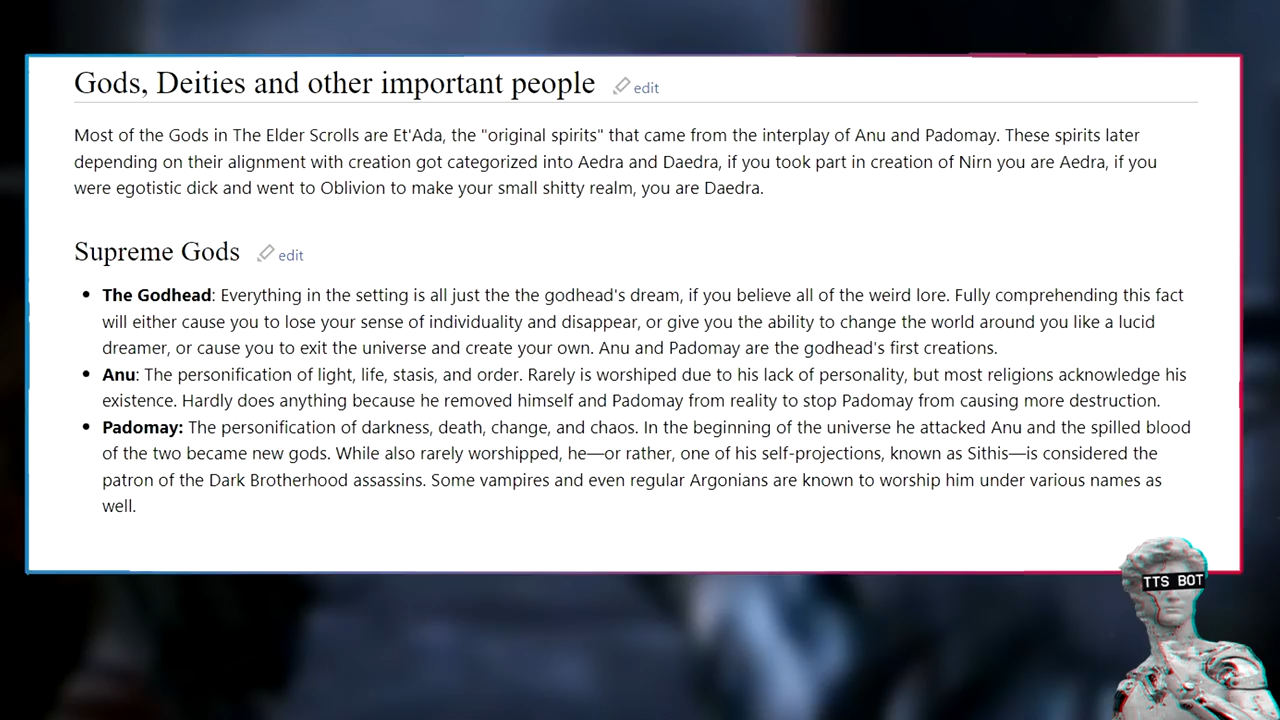 Gods, Deities and other important people edit
Most of the Gods in The Elder Scrolls are Et'Ada, the "original spirits" that came from the interplay of Anu and Padomay. These spirits later
depending on their alignment with creation got categorized into Aedra and Daedra, if you took part in creation of Nirn you are Aedra, if you
were egotistic dick and went to Oblivion to make your small shitty realm, you are Daedra.
Supreme Gods edit
• The Godhead: Everything in the setting is all just the the godhead's dream, if you believe all of the weird lore. Fully comprehending this fact
will either cause you to lose your sense of individuality and disappear, or give you the ability to change the world around you like a lucid
dreamer, or cause you to exit the universe and create your own. Anu and Padomay are the godhead's first creations.
• Anu: The personification of light, life, stasis, and order. Rarely is worshiped due to his lack of personality, but most religions acknowledge his
existence. Hardly does anything because he removed himself and Padomay from reality to stop Padomay from causing more destruction.
• Padomay: The personification of darkness, death, change, and chaos. In the beginning of the universe he attacked Anu and the spilled blood
of the two became new gods. While also rarely worshipped, he—or rather, one of his self-projections, known as Sithis—is considered the
patron of the Dark Brotherhood assassins. Some vampires and even regular Argonians are known to worship him under various names as
well.
TTS BOT